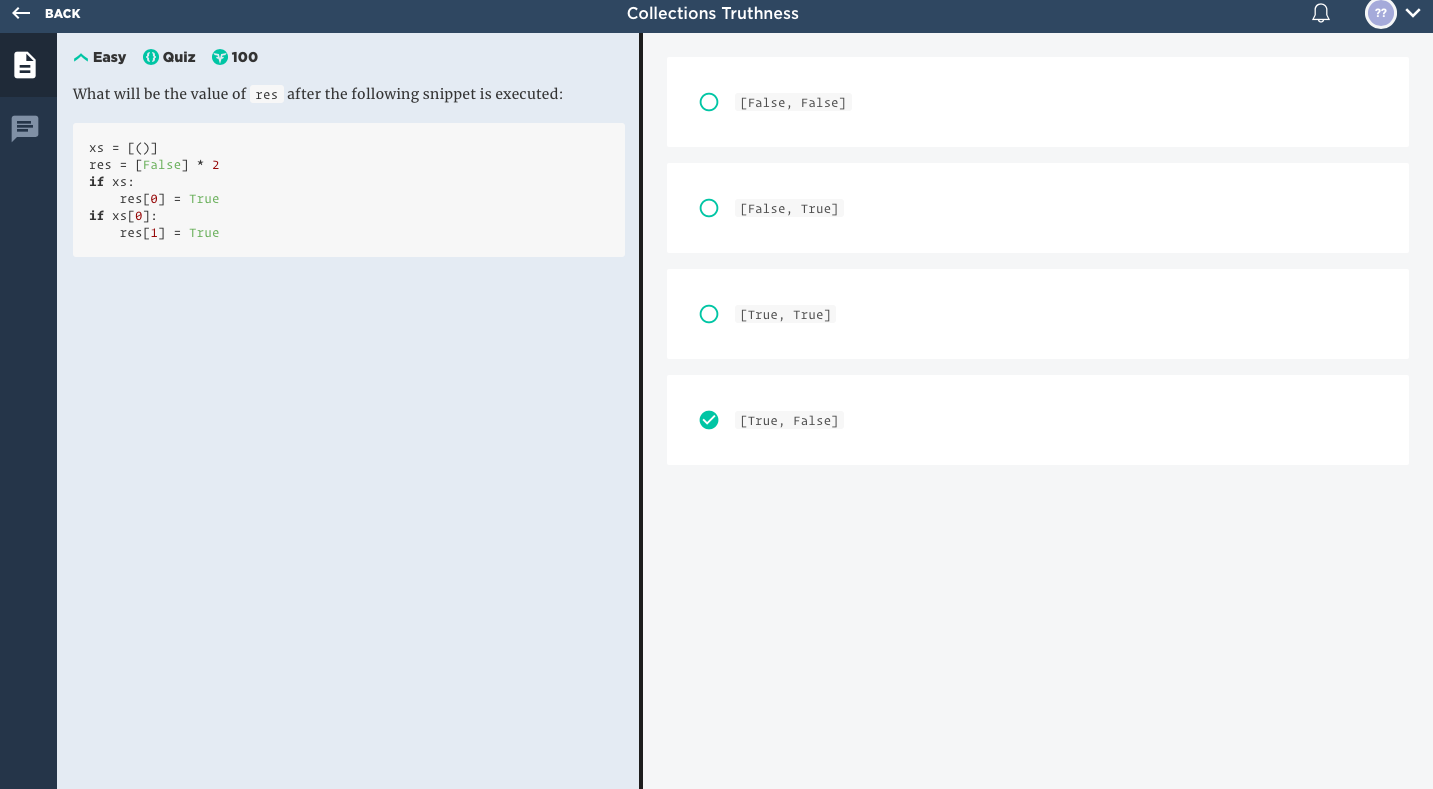 BACK
Collections Truthness
??
Easy Quiz 100
What will be the value of res after the following snippet is executed:
xs = [()]
res = [False] * 2
if xs:
    res[0] = True
if xs[0]:
    res[1] = True
[False, False]
[False, True]
[True, True]
[True, False]